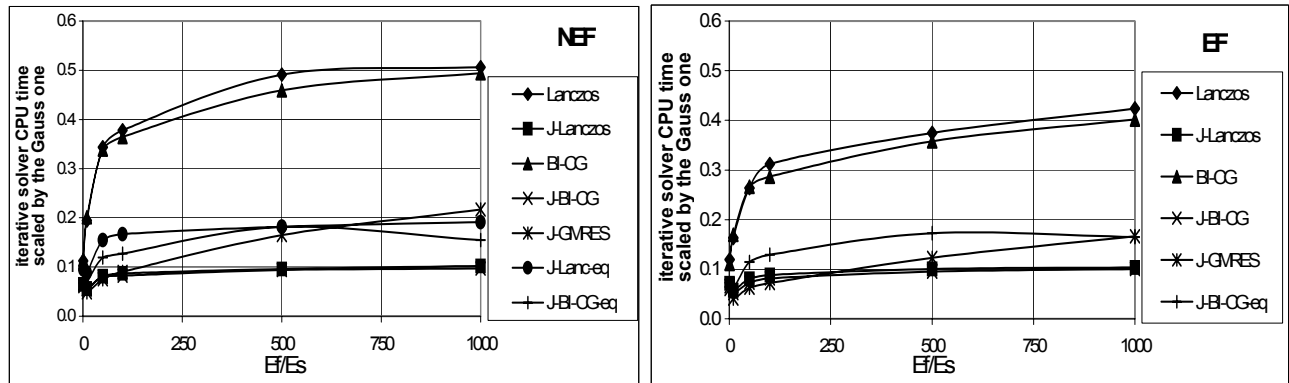 iterative solver CPU time
scaled by the Gauss one
0.6
0.5
0.4
0.3
0.2
0.1
0.0
0 250 500 750 1000
Ef/Es
NEF
Lanczos
J-Lanczos
BI-CG
J-BI-CG
J-GMRES
J-Lanc-eq
J-BI-CG-eq
iterative solver CPU time
scaled by the Gauss one
0.6
0.5
0.4
0.3
0.2
0.1
0.0
0 250 500 750 1000
Ef/Es
EF
Lanczos
J-Lanczos
BI-CG
J-BI-CG
J-GMRES
J-BI-CG-eq